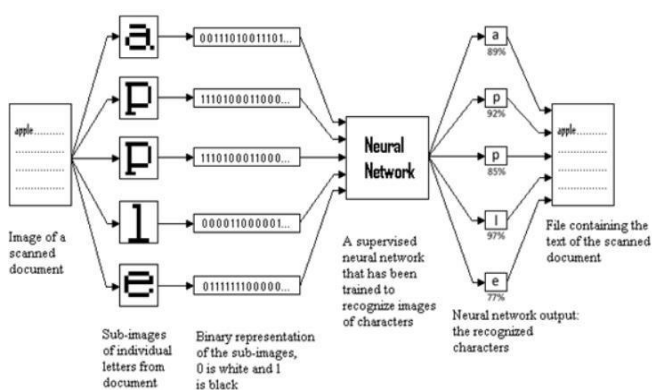 a
00111010011101...
a
89%
p
1110100011000...
p
92%
apple..........
Neural
Network
apple..........
p
1110100011000...
p
85%
l
000011000001...
l
97%
Image of a
scanned
document
A supervised
neural network
that has been
trained to
recognize images
of characters
File containing the
text of the scanned
document
e
0111111100000...
e
77%
Sub-images
of individual
letters from
document
Binary representation
of the sub-images,
0 is white and 1
is black
Neural network output:
the recognized
characters